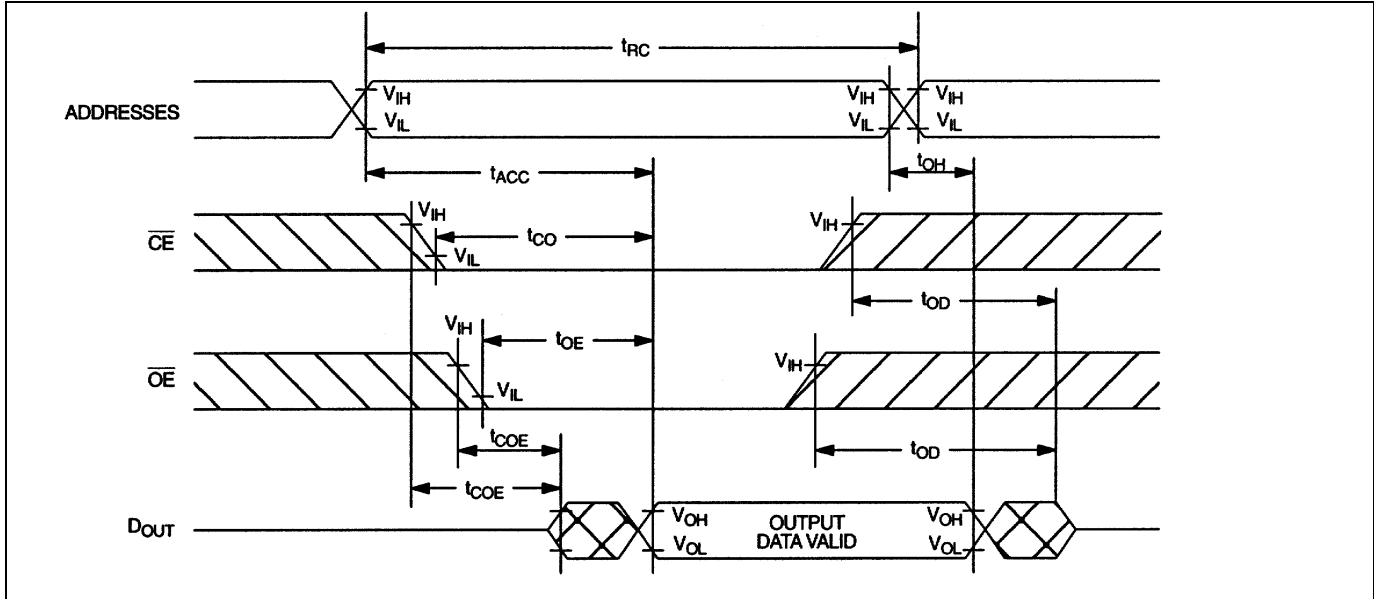 tRC
ADDRESSES
VIH
VIL
VIH
VIL
VIH
VIL
tACC
tOH
CE
VIH
VIL
tCO
VIH
tOD
OE
VIH
VIL
tOE
VIH
tCOE
tOD
tCOE
DOUT
VOH
VOL
OUTPUT
DATA VALID
VOH
VOL